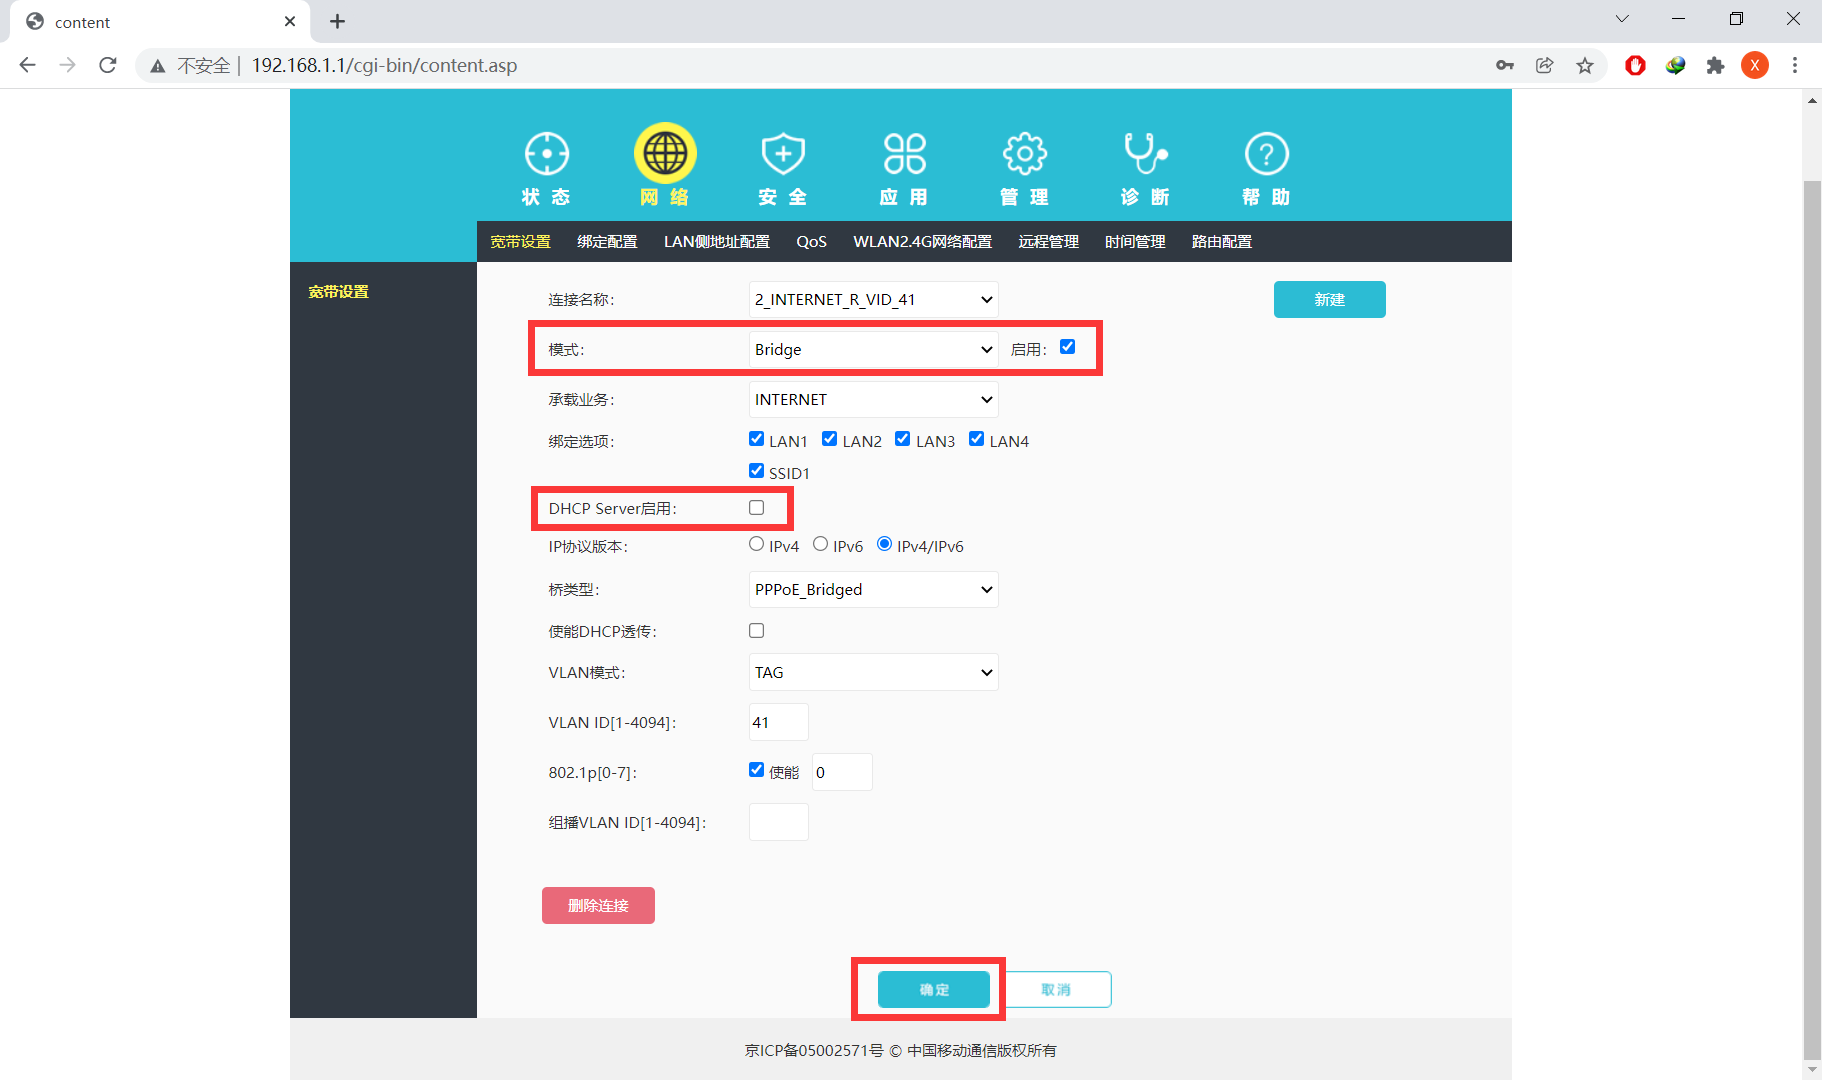 content
不安全 | 192.168.1.1/cgi-bin/content.asp
X
状态 网络 安全 应用 管理 诊断 帮助
宽带设置 绑定配置 LAN侧地址配置 QoS WLAN2.4G网络配置 远程管理 时间管理 路由配置
宽带设置
连接名称： 2_INTERNET_R_VID_41 新建
模式： Bridge 启用：
承载业务： INTERNET
绑定选项： LAN1 LAN2 LAN3 LAN4
SSID1
DHCP Server启用：
IP协议版本： IPv4 IPv6 IPv4/IPv6
桥类型： PPPoE_Bridged
使能DHCP透传：
VLAN模式： TAG
VLAN ID[1-4094]： 41
802.1p[0-7]： 使能 0
组播VLAN ID[1-4094]：
删除连接
确定 取消
京ICP备05002571号 © 中国移动通信版权所有